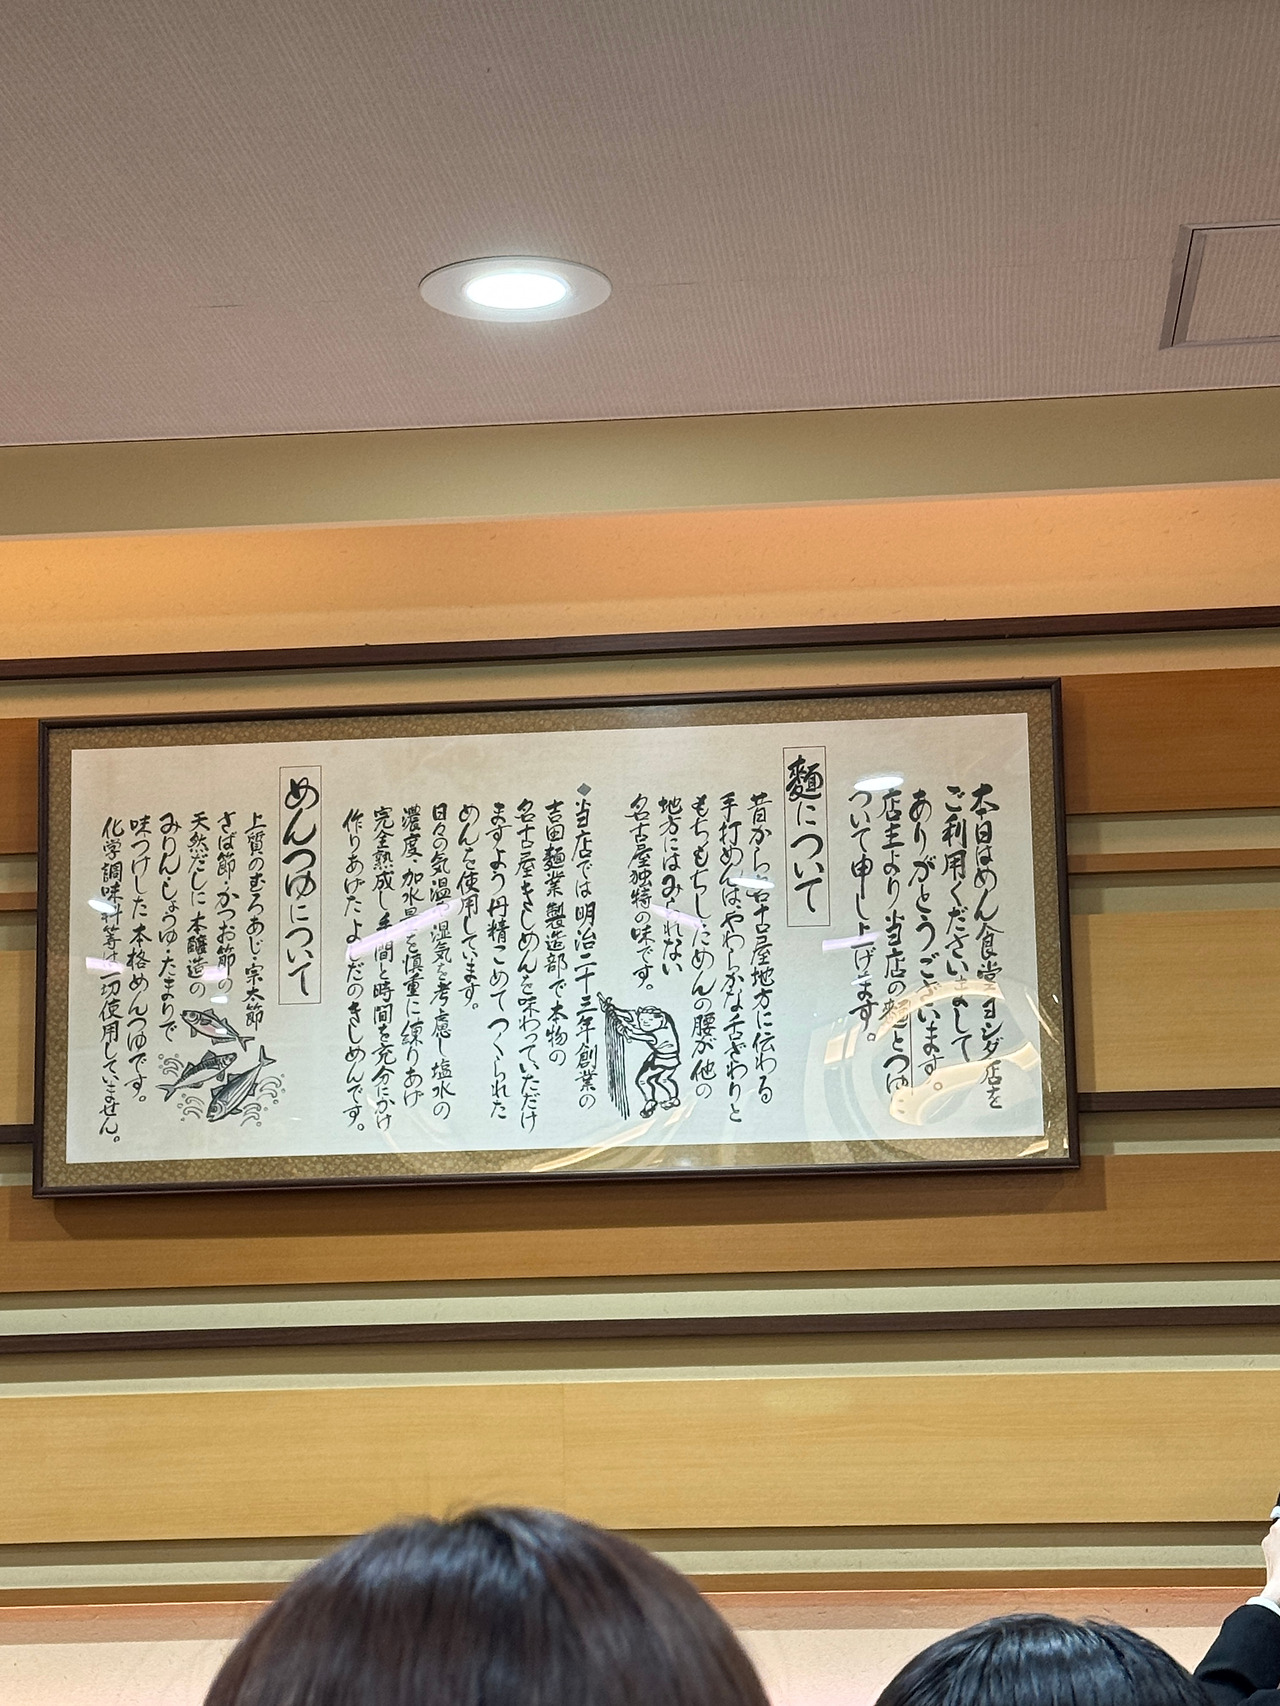 本日はめん食堂ヨシダ店を
ご利用くださいまして
ありがとうございます。
店主より当店の麺とつゆに
ついて申し上げます。
麺について
昔から名古屋地方に伝わる
手打めんは、やわらかな舌ざわりと
もちもちしためんの腰が他の
地方にはみられない
名古屋独特の味です。
◆当店では明治二十三年創業の
吉田麺業製造部で本物の
名古屋きしめんを味わっていただけ
ますよう丹精こめてつくられた
めんを使用しています。
日々の気温・湿気を考慮し塩水の
濃度・加水量を慎重に練りあげ
完全熟成し手間と時間を充分にかけ
作りあげたよしだのきしめんです。
めんつゆについて
上質のむろあじ・宗太節
さば節・かつお節の
天然だしに本醸造の
みりん・しょうゆ・たまりで
味つけした本格めんつゆです。
化学調味料等は一切使用していません。